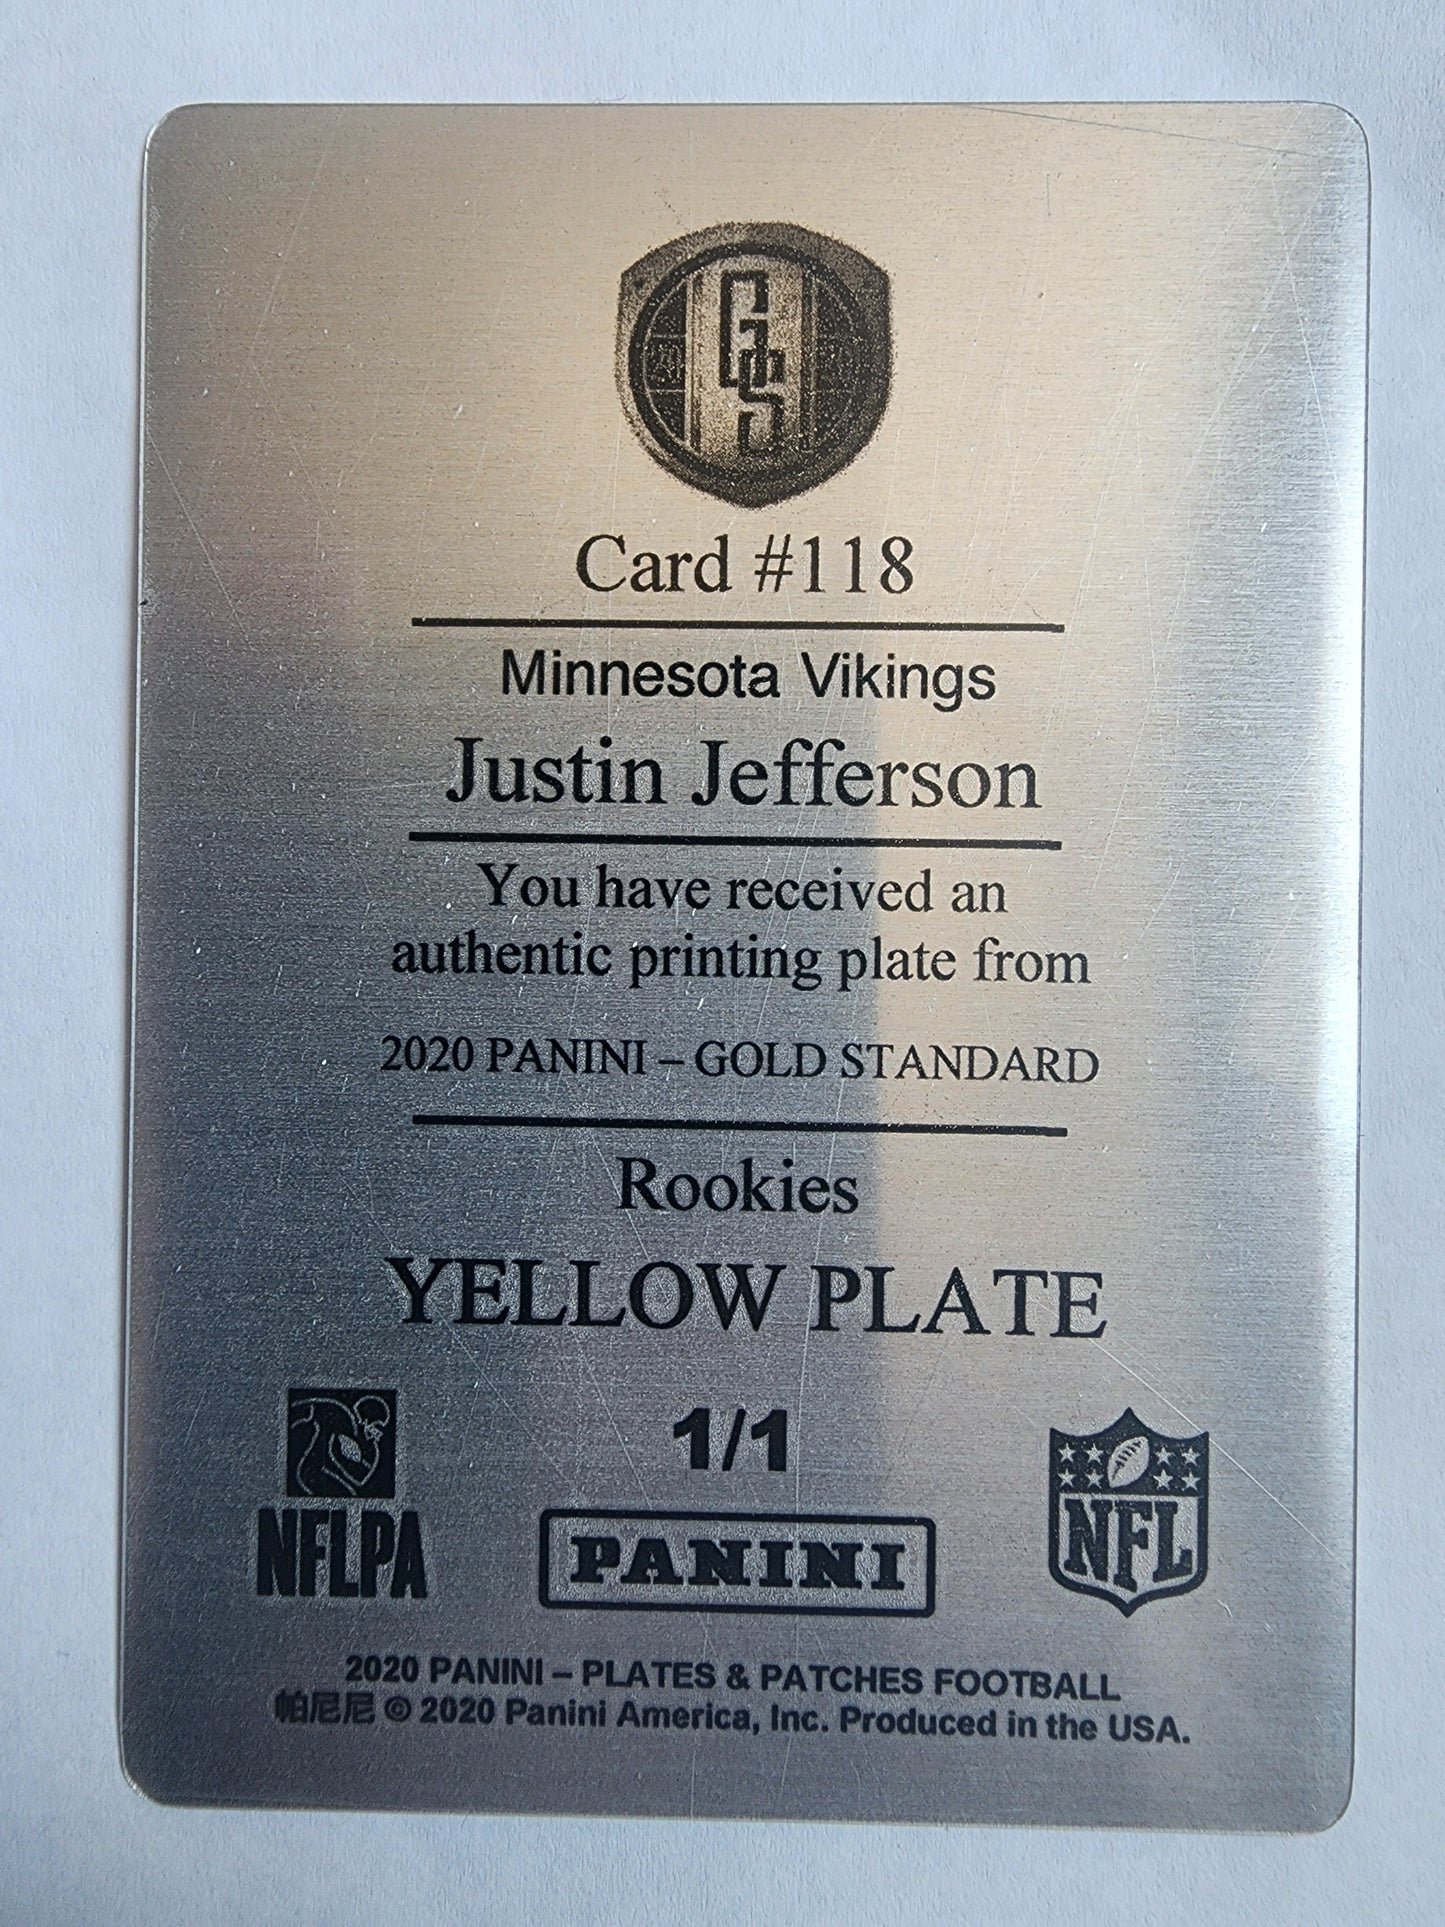 GS
Card #118
Minnesota Vikings
Justin Jefferson
You have received an
authentic printing plate from
2020 PANINI – GOLD STANDARD
Rookies
YELLOW PLATE
1/1
NFLPA
PANINI
NFL
2020 PANINI – PLATES & PATCHES FOOTBALL
帕尼尼 © 2020 Panini America, Inc. Produced in the USA.